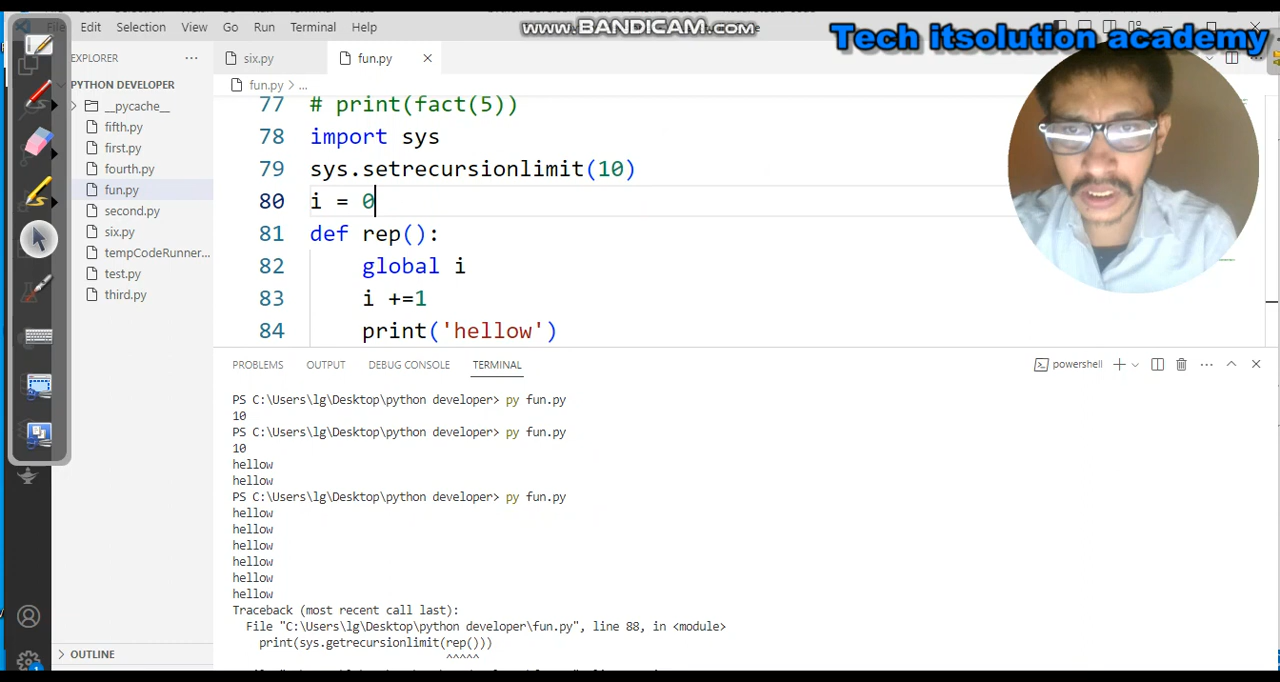 File Edit Selection View Go Run Terminal Help
www.BANDICAM.com
Tech itsolution academy
EXPLORER
PYTHON DEVELOPER
__pycache__
fifth.py
first.py
fourth.py
fun.py
second.py
six.py
tempCodeRunner...
test.py
third.py
OUTLINE
six.py
fun.py
fun.py > ...
77 # print(fact(5))
78 import sys
79 sys.setrecursionlimit(10)
80 i = 0
81 def rep():
82 global i
83 i +=1
84 print('hellow')
PROBLEMS OUTPUT DEBUG CONSOLE TERMINAL
powershell
PS C:\Users\lg\Desktop\python developer> py fun.py
10
PS C:\Users\lg\Desktop\python developer> py fun.py
10
hellow
hellow
PS C:\Users\lg\Desktop\python developer> py fun.py
hellow
hellow
hellow
hellow
hellow
hellow
Traceback (most recent call last):
File "C:\Users\lg\Desktop\python developer\fun.py", line 88, in <module>
print(sys.getrecursionlimit(rep()))
^^^^^